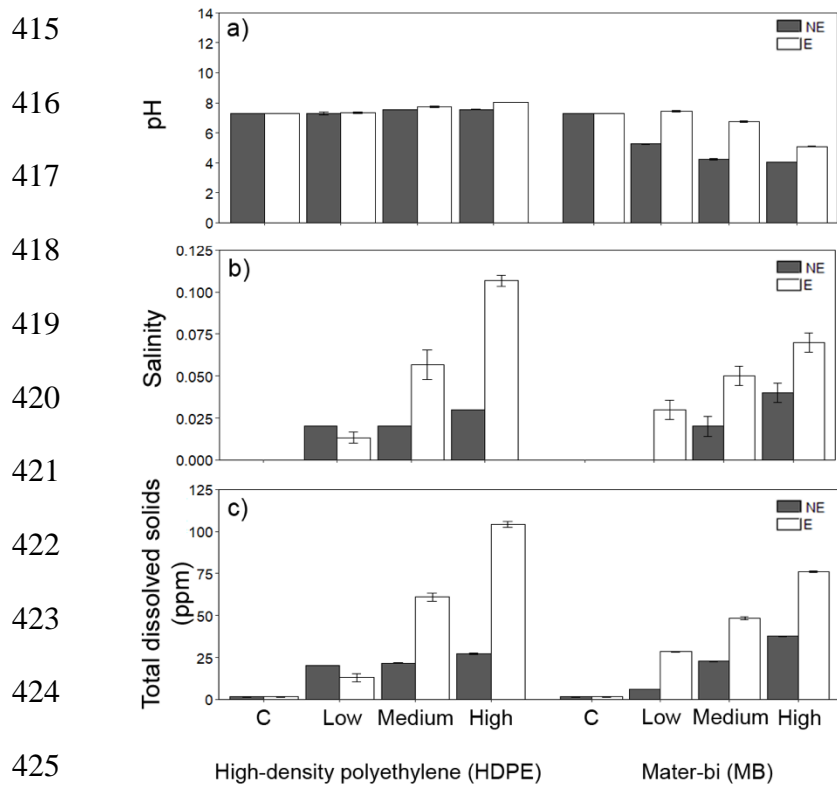 415
416
417
418
419
420
421
422
423
424
425
a)
NE
E
pH
14
12
10
8
6
4
2
0
b)
NE
E
Salinity
0.125
0.100
0.075
0.050
0.025
0.000
c)
NE
E
Total dissolved solids
(ppm)
125
100
75
50
25
0
C Low Medium High C Low Medium High
High-density polyethylene (HDPE) Mater-bi (MB)